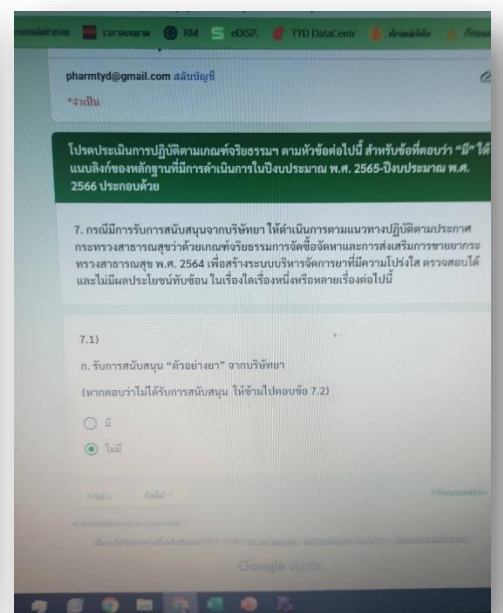 RM eDISP. TYD DataCentr
pharmtyd@gmail.com สลับบัญชี
*จำเป็น
โปรดประเมินการปฏิบัติตามเกณฑ์จริยธรรมฯ ตามหัวข้อต่อไปนี้ สำหรับข้อที่ตอบว่า “มี” ให้
แนบลิงก์ของหลักฐานที่มีการดำเนินการในปีงบประมาณ พ.ศ. 2565-ปีงบประมาณ พ.ศ.
2566 ประกอบด้วย
7. กรณีมีการรับการสนับสนุนจากบริษัทยา ให้ดำเนินการตามแนวทางปฏิบัติตามประกาศ
กระทรวงสาธารณสุขว่าด้วยเกณฑ์จริยธรรมการจัดซื้อจัดหาและการส่งเสริมการขายยากระ
ทรวงสาธารณสุข พ.ศ. 2564 เพื่อสร้างระบบบริหารจัดการยาที่มีความโปร่งใส ตรวจสอบได้
และไม่มีผลประโยชน์ทับซ้อน ในเรื่องใดเรื่องหนึ่งหรือหลายเรื่องต่อไปนี้
7.1)
ก. รับการสนับสนุน “ตัวอย่างยา” จากบริษัทยา
(หากตอบว่าไม่ได้รับการสนับสนุน ให้ข้ามไปตอบข้อ 7.2)
มี
ไม่มี
ถัดไป
Google ฟอร์ม